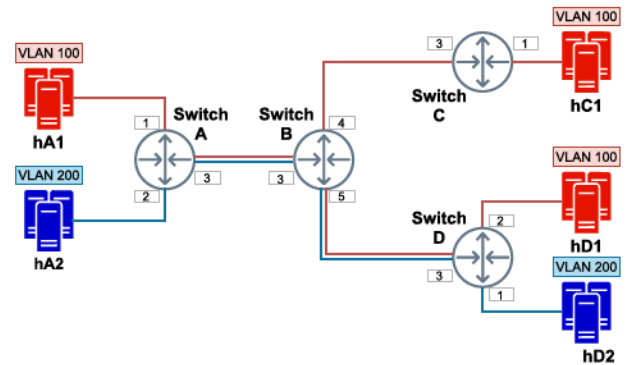 VLAN 100
hA1
VLAN 200
hA2
Switch
A
1
2
3
Switch
B
3
4
5
Switch
C
3
1
VLAN 100
hC1
Switch
D
3
2
1
VLAN 100
hD1
VLAN 200
hD2